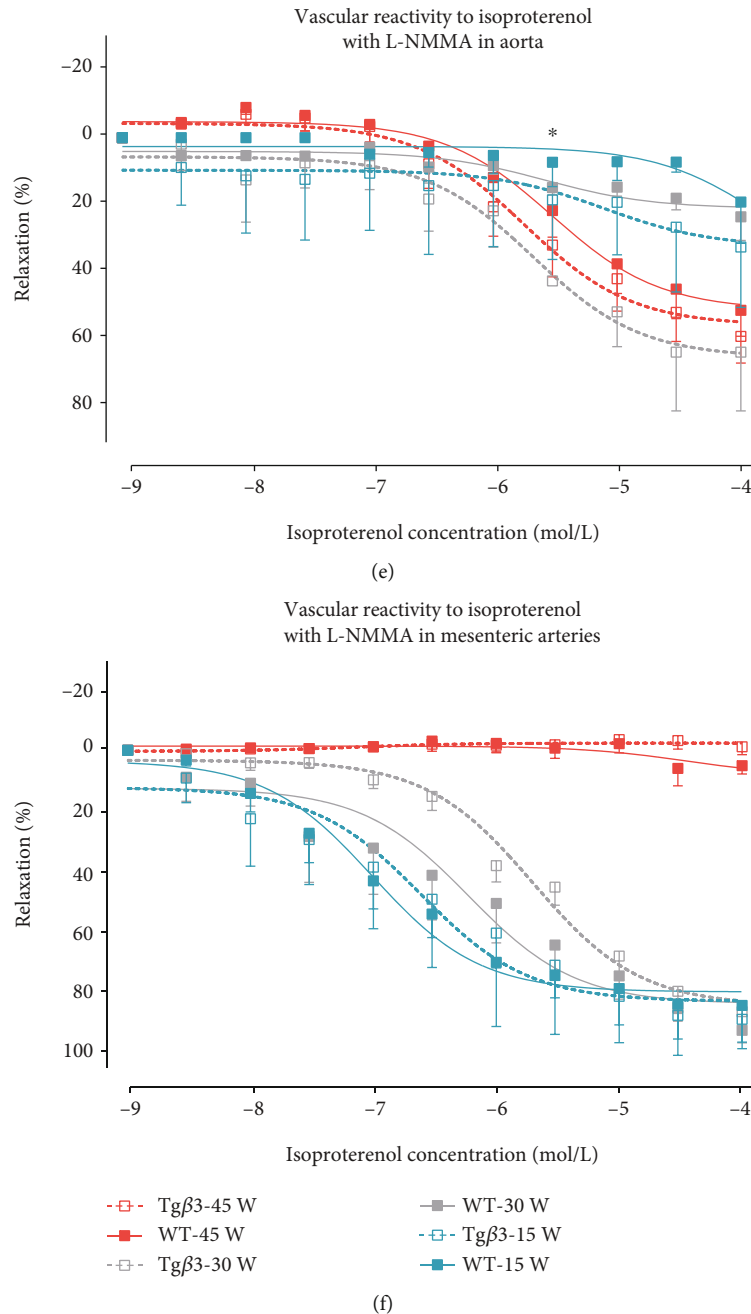 Vascular reactivity to isoproterenol
with L-NMMA in aorta
−20
0
20
40
60
80
Relaxation (%)
*
−9 −8 −7 −6 −5 −4
Isoproterenol concentration (mol/L)
(e)
Vascular reactivity to isoproterenol
with L-NMMA in mesenteric arteries
−20
0
20
40
60
80
100
Relaxation (%)
−9 −8 −7 −6 −5 −4
Isoproterenol concentration (mol/L)
Tgβ3-45 W
WT-45 W
Tgβ3-30 W
WT-30 W
Tgβ3-15 W
WT-15 W
(f)